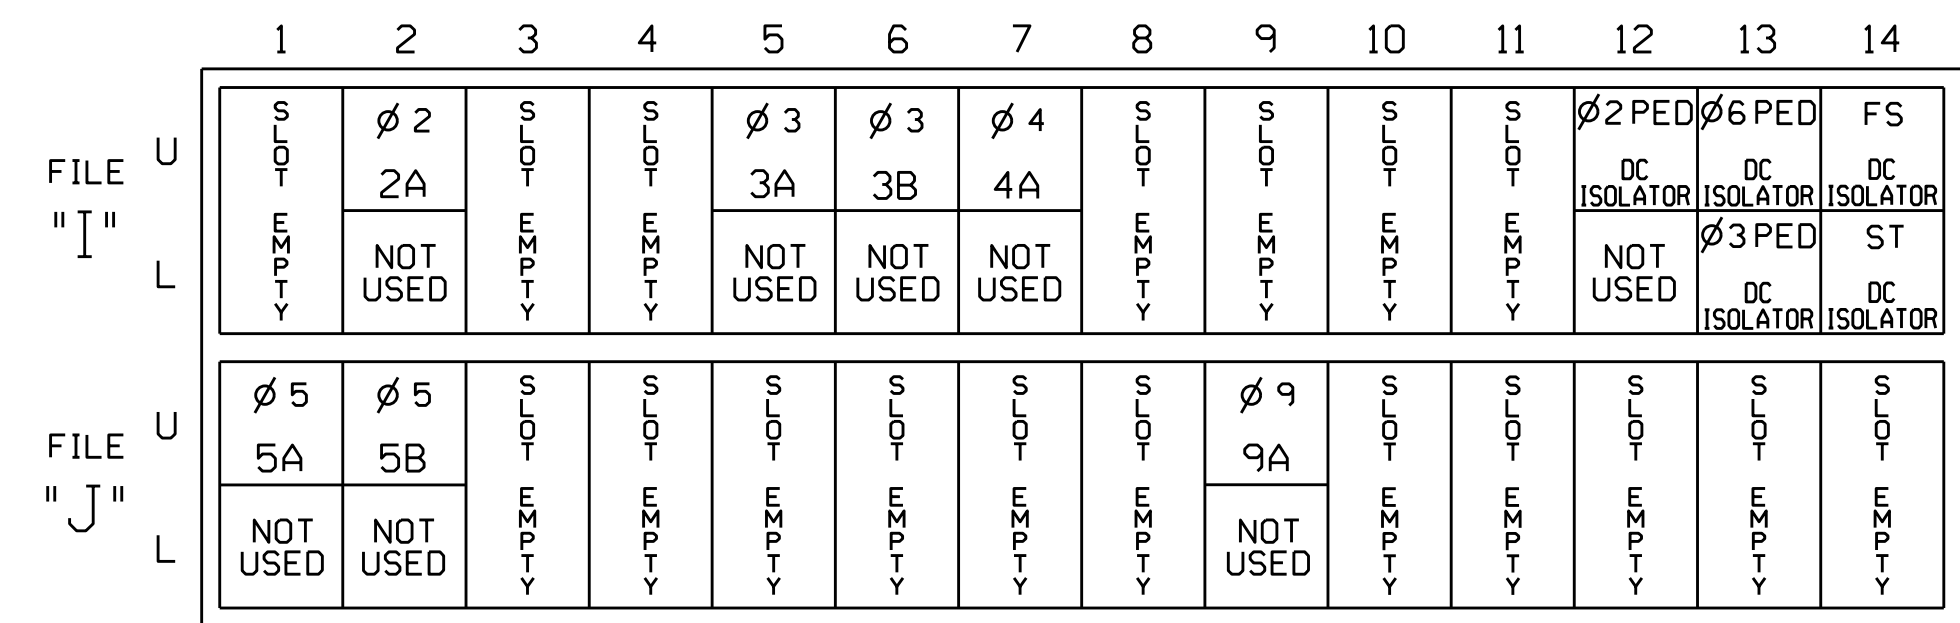 1 2 3 4 5 6 7 8 9 10 11 12 13 14
FILE "I"
U
L
SLOT EMPTY
Ø 2
2A
NOT USED
SLOT EMPTY
SLOT EMPTY
Ø 3
3A
NOT USED
Ø 3
3B
NOT USED
Ø 4
4A
NOT USED
SLOT EMPTY
SLOT EMPTY
SLOT EMPTY
SLOT EMPTY
Ø2 PED
DC
ISOLATOR
NOT USED
Ø6 PED
DC
ISOLATOR
Ø3 PED
DC
ISOLATOR
FS
DC
ISOLATOR
ST
DC
ISOLATOR
FILE "J"
U
L
Ø 5
5A
NOT USED
Ø 5
5B
NOT USED
SLOT EMPTY
SLOT EMPTY
SLOT EMPTY
SLOT EMPTY
SLOT EMPTY
SLOT EMPTY
Ø 9
9A
NOT USED
SLOT EMPTY
SLOT EMPTY
SLOT EMPTY
SLOT EMPTY
SLOT EMPTY